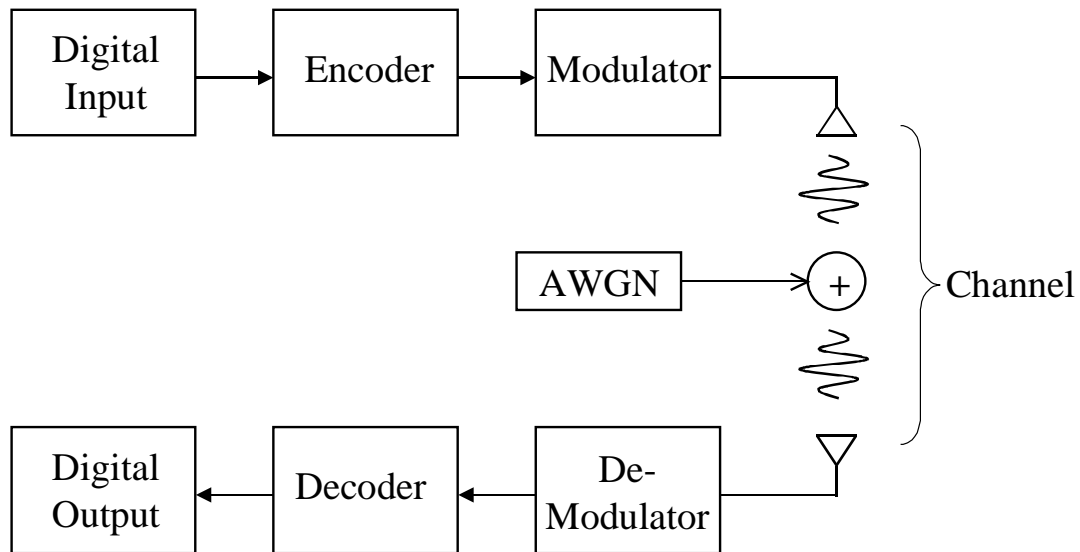 Digital
Input
Encoder
Modulator
AWGN
+
Channel
Digital
Output
Decoder
De-
Modulator